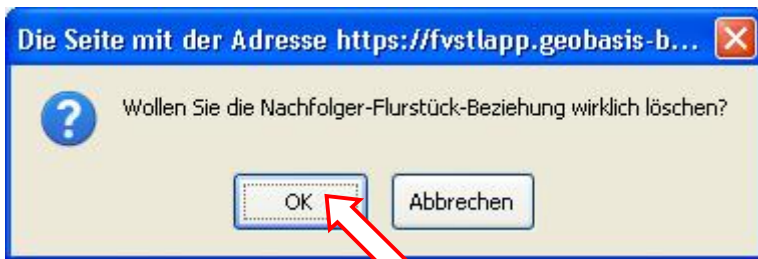 Die Seite mit der Adresse https://fvstlapp.geobasis-b...
Wollen Sie die Nachfolger-Flurstück-Beziehung wirklich löschen?
OK
Abbrechen